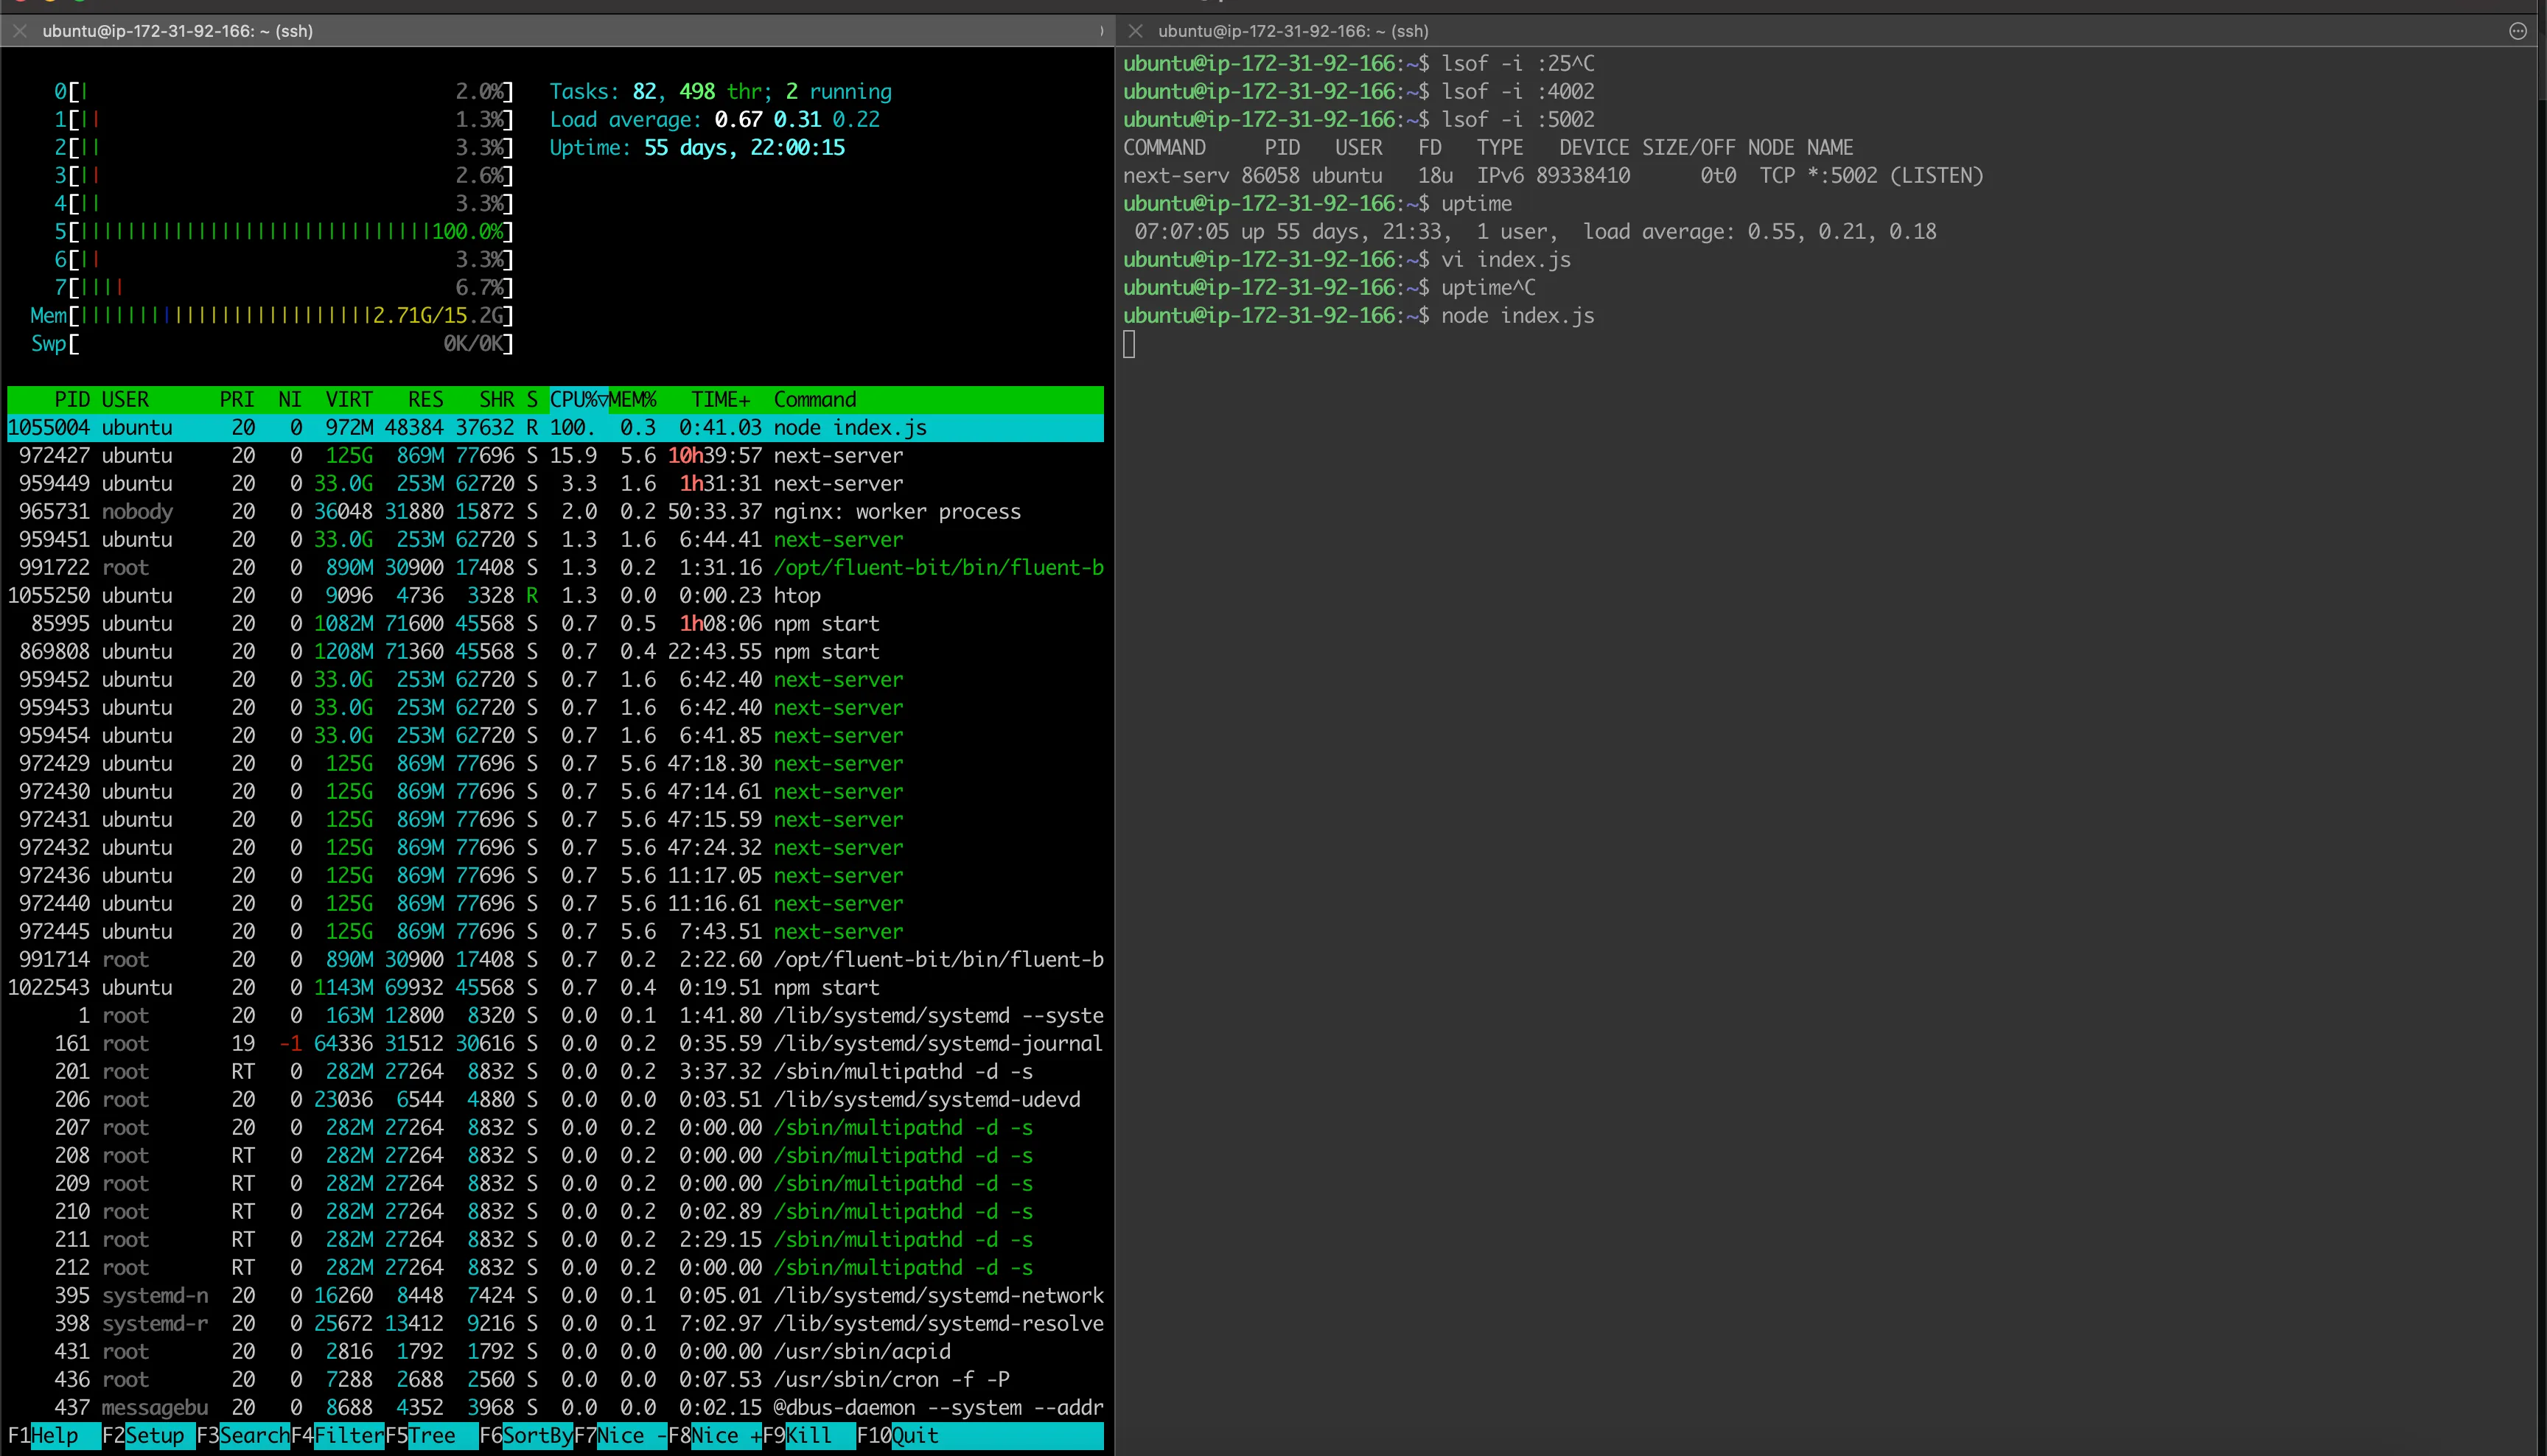 ubuntu@ip-172-31-92-166: ~ (ssh)
0[| 2.0%] Tasks: 82, 498 thr; 2 running
1[|| 1.3%] Load average: 0.67 0.31 0.22
2[|| 3.3%] Uptime: 55 days, 22:00:15
3[|| 2.6%]
4[|| 3.3%]
5[||||||||||||||||||||||||||||||100.0%]
6[|| 3.3%]
7[|||| 6.7%]
Mem[|||||||||||||||||||||||||2.71G/15.2G]
Swp[ 0K/0K]
PID USER PRI NI VIRT RES SHR S CPU%▽MEM% TIME+ Command
1055004 ubuntu 20 0 972M 48384 37632 R 100. 0.3 0:41.03 node index.js
972427 ubuntu 20 0 125G 869M 77696 S 15.9 5.6 10h39:57 next-server
959449 ubuntu 20 0 33.0G 253M 62720 S 3.3 1.6 1h31:31 next-server
965731 nobody 20 0 36048 31880 15872 S 2.0 0.2 50:33.37 nginx: worker process
959451 ubuntu 20 0 33.0G 253M 62720 S 1.3 1.6 6:44.41 next-server
991722 root 20 0 890M 30900 17408 S 1.3 0.2 1:31.16 /opt/fluent-bit/bin/fluent-b
1055250 ubuntu 20 0 9096 4736 3328 R 1.3 0.0 0:00.23 htop
85995 ubuntu 20 0 1082M 71600 45568 S 0.7 0.5 1h08:06 npm start
869808 ubuntu 20 0 1208M 71360 45568 S 0.7 0.4 22:43.55 npm start
959452 ubuntu 20 0 33.0G 253M 62720 S 0.7 1.6 6:42.40 next-server
959453 ubuntu 20 0 33.0G 253M 62720 S 0.7 1.6 6:42.40 next-server
959454 ubuntu 20 0 33.0G 253M 62720 S 0.7 1.6 6:41.85 next-server
972429 ubuntu 20 0 125G 869M 77696 S 0.7 5.6 47:18.30 next-server
972430 ubuntu 20 0 125G 869M 77696 S 0.7 5.6 47:14.61 next-server
972431 ubuntu 20 0 125G 869M 77696 S 0.7 5.6 47:15.59 next-server
972432 ubuntu 20 0 125G 869M 77696 S 0.7 5.6 47:24.32 next-server
972436 ubuntu 20 0 125G 869M 77696 S 0.7 5.6 11:17.05 next-server
972440 ubuntu 20 0 125G 869M 77696 S 0.7 5.6 11:16.61 next-server
972445 ubuntu 20 0 125G 869M 77696 S 0.7 5.6 7:43.51 next-server
991714 root 20 0 890M 30900 17408 S 0.7 0.2 2:22.60 /opt/fluent-bit/bin/fluent-b
1022543 ubuntu 20 0 1143M 69932 45568 S 0.7 0.4 0:19.51 npm start
1 root 20 0 163M 12800 8320 S 0.0 0.1 1:41.80 /lib/systemd/systemd --syste
161 root 19 -1 64336 31512 30616 S 0.0 0.2 0:35.59 /lib/systemd/systemd-journal
201 root RT 0 282M 27264 8832 S 0.0 0.2 3:37.32 /sbin/multipathd -d -s
206 root 20 0 23036 6544 4880 S 0.0 0.0 0:03.51 /lib/systemd/systemd-udevd
207 root 20 0 282M 27264 8832 S 0.0 0.2 0:00.00 /sbin/multipathd -d -s
208 root RT 0 282M 27264 8832 S 0.0 0.2 0:00.00 /sbin/multipathd -d -s
209 root RT 0 282M 27264 8832 S 0.0 0.2 0:00.00 /sbin/multipathd -d -s
210 root RT 0 282M 27264 8832 S 0.0 0.2 0:02.89 /sbin/multipathd -d -s
211 root RT 0 282M 27264 8832 S 0.0 0.2 2:29.15 /sbin/multipathd -d -s
212 root RT 0 282M 27264 8832 S 0.0 0.2 0:00.00 /sbin/multipathd -d -s
395 systemd-n 20 0 16260 8448 7424 S 0.0 0.1 0:05.01 /lib/systemd/systemd-network
398 systemd-r 20 0 25672 13412 9216 S 0.0 0.1 7:02.97 /lib/systemd/systemd-resolve
431 root 20 0 2816 1792 1792 S 0.0 0.0 0:00.00 /usr/sbin/acpid
436 root 20 0 7288 2688 2560 S 0.0 0.0 0:07.53 /usr/sbin/cron -f -P
437 messagebu 20 0 8688 4352 3968 S 0.0 0.0 0:02.15 @dbus-daemon --system --addr
F1Help F2Setup F3SearchF4FilterF5Tree F6SortByF7Nice -F8Nice +F9Kill F10Quit
ubuntu@ip-172-31-92-166: ~ (ssh)
ubuntu@ip-172-31-92-166:~$ lsof -i :25^C
ubuntu@ip-172-31-92-166:~$ lsof -i :4002
ubuntu@ip-172-31-92-166:~$ lsof -i :5002
COMMAND PID USER FD TYPE DEVICE SIZE/OFF NODE NAME
next-serv 86058 ubuntu 18u IPv6 89338410 0t0 TCP *:5002 (LISTEN)
ubuntu@ip-172-31-92-166:~$ uptime
07:07:05 up 55 days, 21:33, 1 user, load average: 0.55, 0.21, 0.18
ubuntu@ip-172-31-92-166:~$ vi index.js
ubuntu@ip-172-31-92-166:~$ uptime^C
ubuntu@ip-172-31-92-166:~$ node index.js